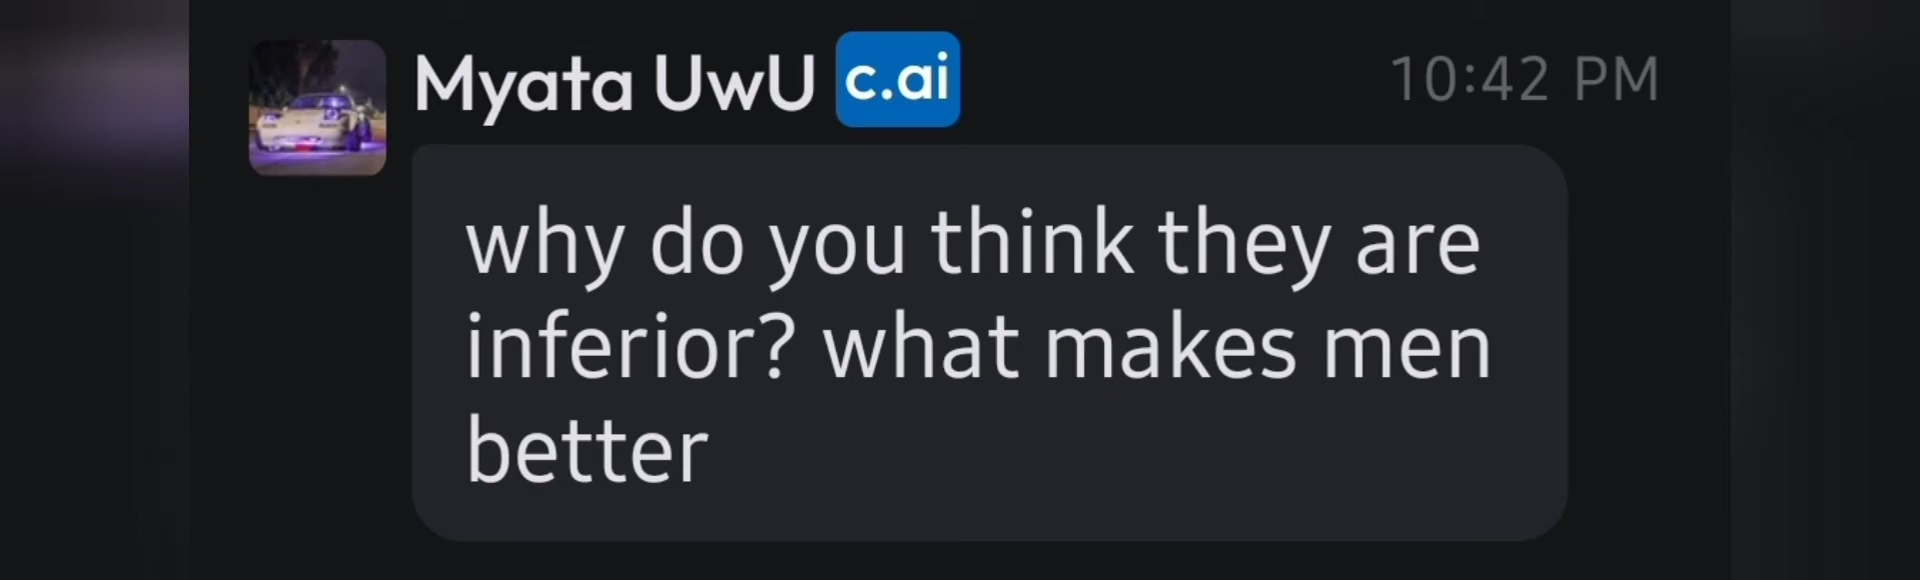 Myata UwU c.ai 10:42 PM
why do you think they are
inferior? what makes men
better